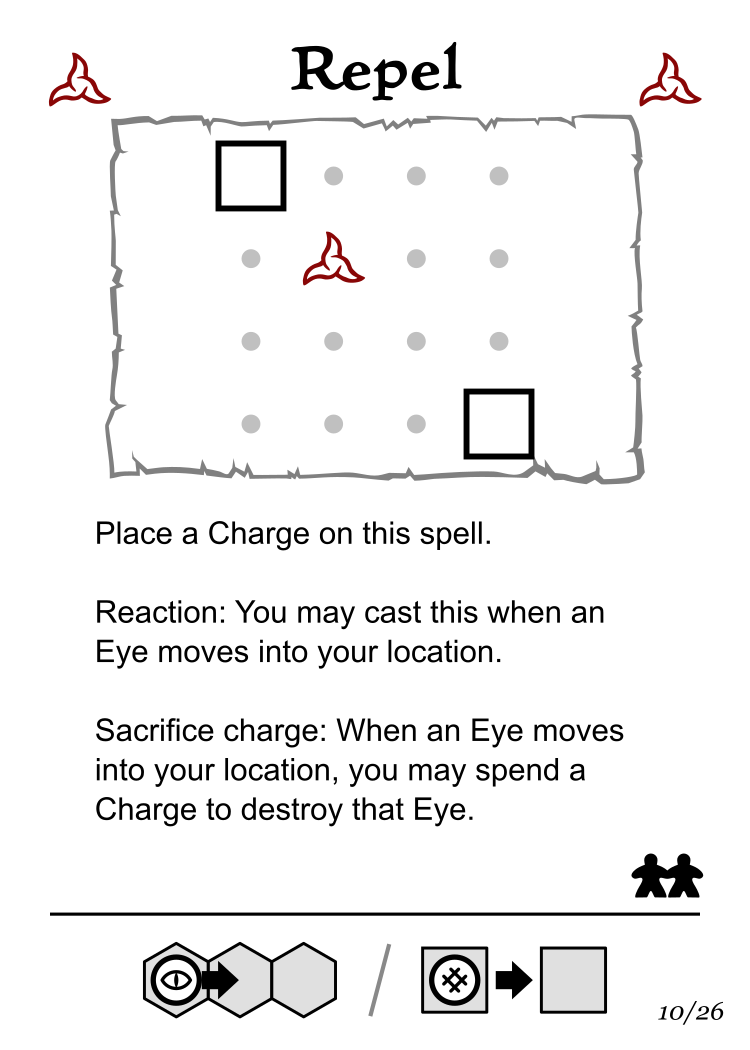 Repel
Place a Charge on this spell.
Reaction: You may cast this when an
Eye moves into your location.
Sacrifice charge: When an Eye moves
into your location, you may spend a
Charge to destroy that Eye.
10/26